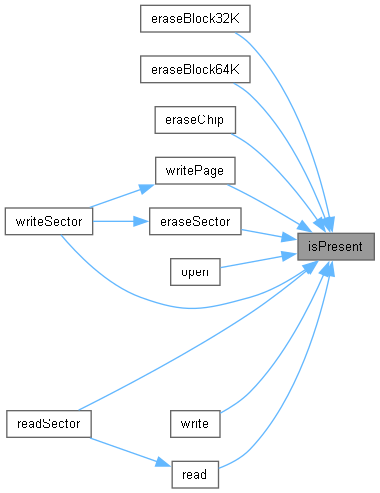 eraseBlock32K
eraseBlock64K
eraseChip
writePage
writeSector
eraseSector
isPresent
open
readSector
write
read